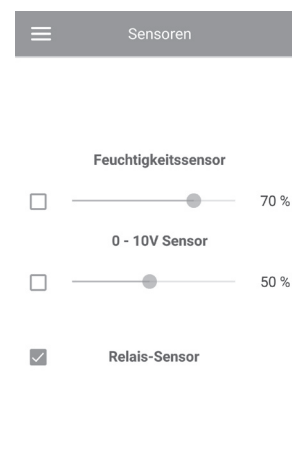 Sensoren
Feuchtigkeitssensor
70 %
0 - 10V Sensor
50 %
Relais-Sensor